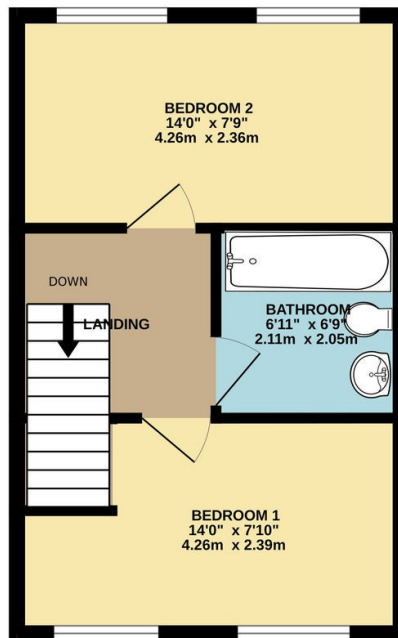 BEDROOM 2
14'0" x 7'9"
4.26m x 2.36m
DOWN
LANDING
BATHROOM
6'11" x 6'9"
2.11m x 2.05m
BEDROOM 1
14'0" x 7'10"
4.26m x 2.39m